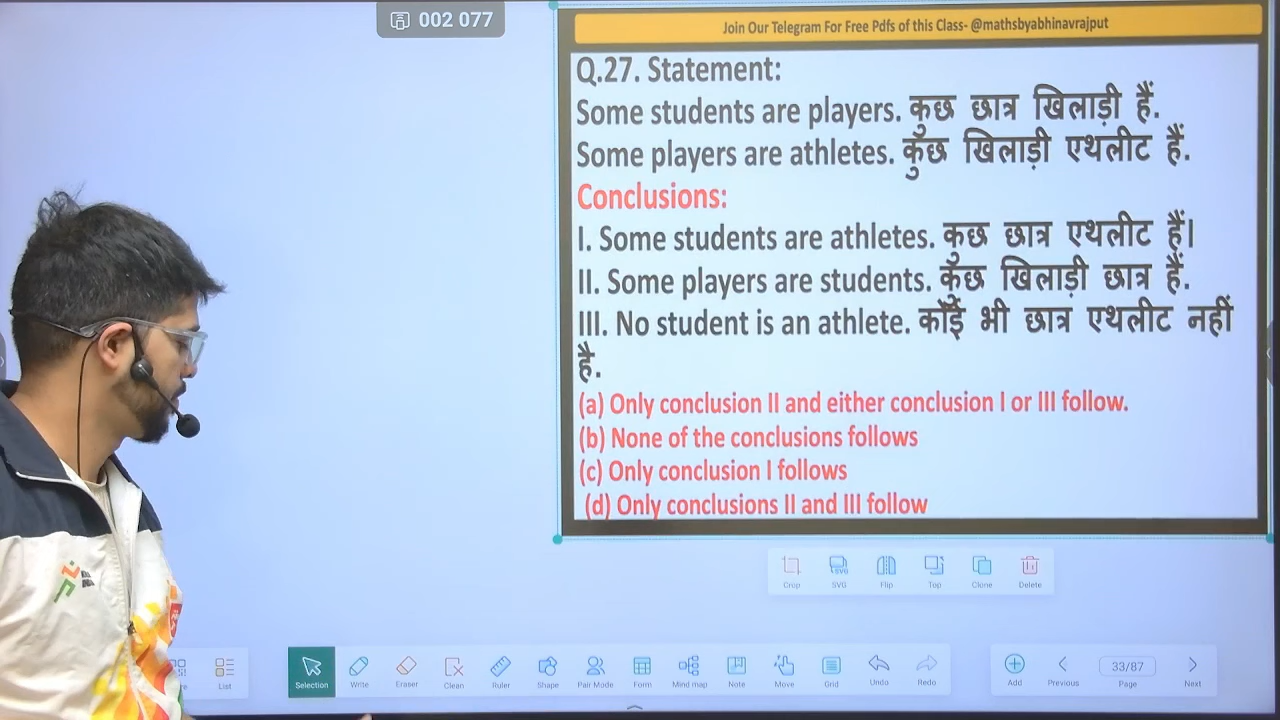 002 077
Join Our Telegram For Free Pdfs of this Class- @mathsbyabhinavrajput
Q.27. Statement:
Some students are players. कुछ छात्र खिलाड़ी हैं.
Some players are athletes. कुछ खिलाड़ी एथलीट हैं.
Conclusions:
I. Some students are athletes. कुछ छात्र एथलीट हैं।
II. Some players are students. कुछ खिलाड़ी छात्र हैं.
III. No student is an athlete. कोई भी छात्र एथलीट नहीं
है.
(a) Only conclusion II and either conclusion I or III follow.
(b) None of the conclusions follows
(c) Only conclusion I follows
(d) Only conclusions II and III follow
Crop SVG Flip Top Clone Delete
List Selection Write Eraser Clean Ruler Shape Pan Mode Form Mind map Note Move Grid Undo Redo Add Previous 33/87 Page Next